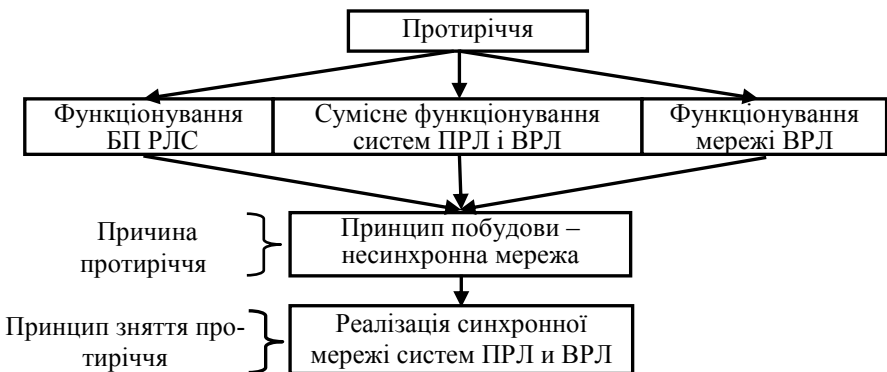 Протиріччя
Функціонування
БП РЛС
Сумісне функціонування
систем ПРЛ і ВРЛ
Функціонування
мережі ВРЛ
Причина
протиріччя
Принцип побудови –
несинхронна мережа
Принцип зняття про-
тиріччя
Реалізація синхронної
мережі систем ПРЛ и ВРЛ